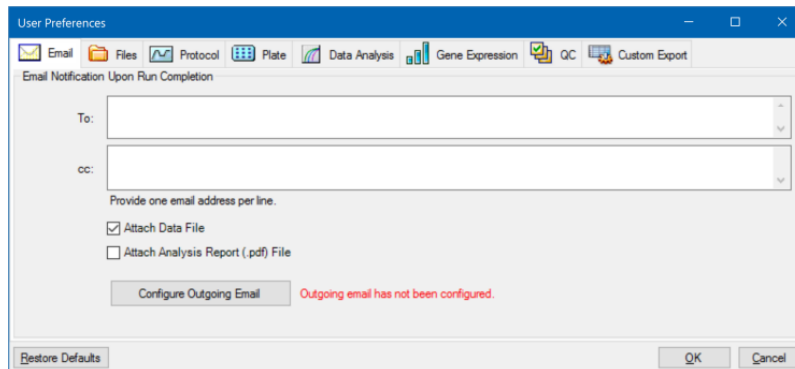 User Preferences
Email Files Protocol Plate Data Analysis Gene Expression QC Custom Export
Email Notification Upon Run Completion
To:
cc:
Provide one email address per line.
Attach Data File
Attach Analysis Report (.pdf) File
Configure Outgoing Email Outgoing email has not been configured.
Restore Defaults OK Cancel